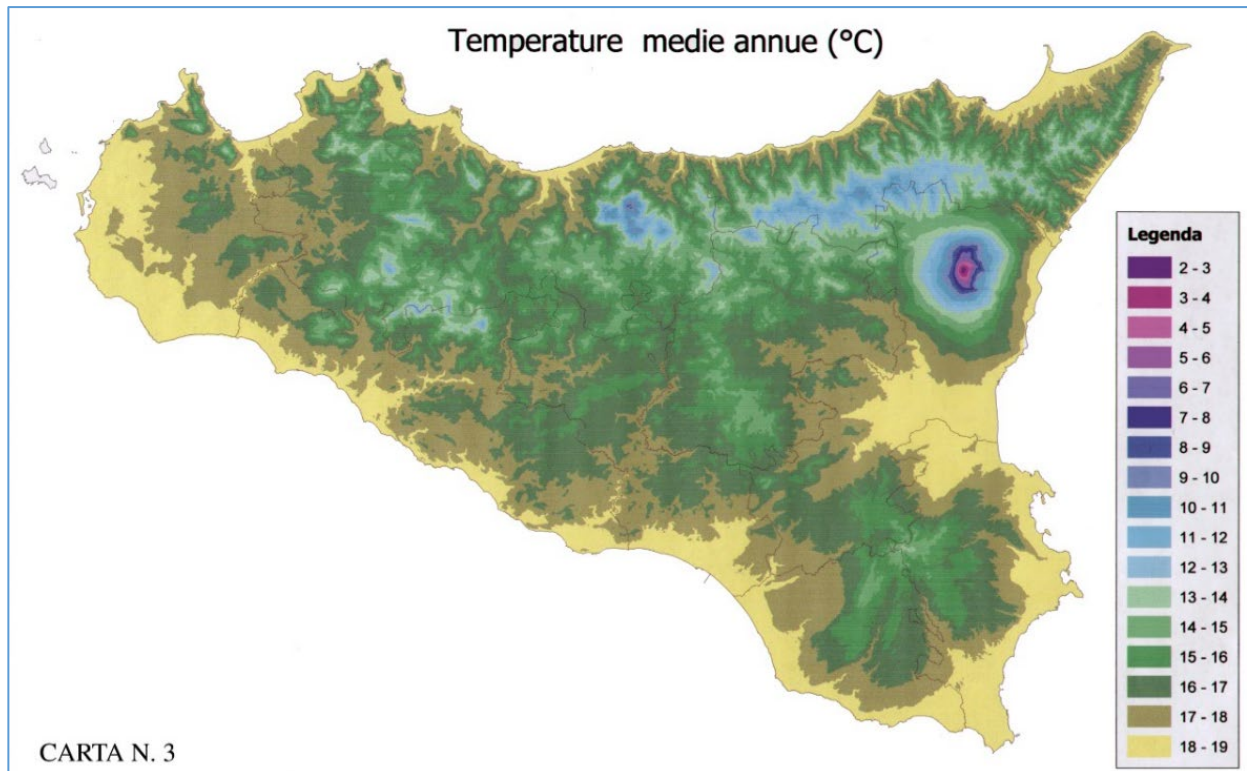 Temperature medie annue (°C)
Legenda
2 - 3
3 - 4
4 - 5
5 - 6
6 - 7
7 - 8
8 - 9
9 - 10
10 - 11
11 - 12
12 - 13
13 - 14
14 - 15
15 - 16
16 - 17
17 - 18
18 - 19
CARTA N. 3